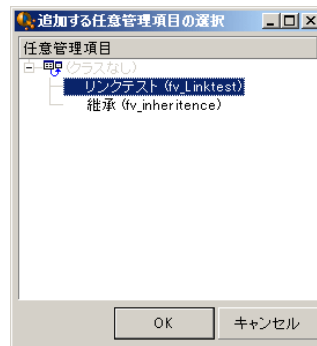 追加する任意管理項目の選択
任意管理項目
(クラスなし)
リンクテスト (fv_Linktest)
継承 (fv_inheritence)
OK
キャンセル